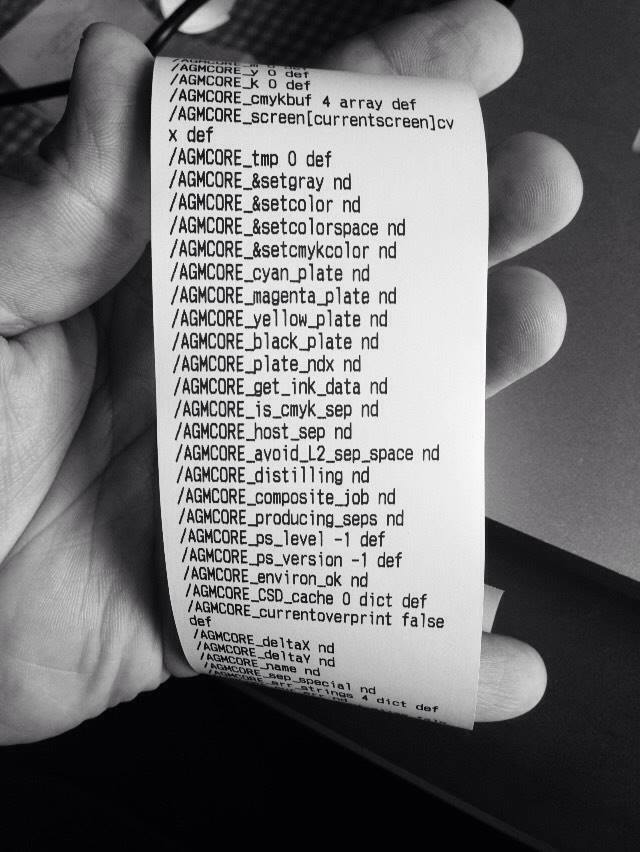 /AGMCORE_y 0 def
/AGMCORE_k 0 def
/AGMCORE_cmykbuf 4 array def
/AGMCORE_screen[currentscreen]cv
x def
/AGMCORE_tmp 0 def
/AGMCORE_&setgray nd
/AGMCORE_&setcolor nd
/AGMCORE_&setcolorspace nd
/AGMCORE_&setcmykcolor nd
/AGMCORE_cyan_plate nd
/AGMCORE_magenta_plate nd
/AGMCORE_yellow_plate nd
/AGMCORE_black_plate nd
/AGMCORE_plate_ndx nd
/AGMCORE_get_ink_data nd
/AGMCORE_is_cmyk_sep nd
/AGMCORE_host_sep nd
/AGMCORE_avoid_L2_sep_space nd
/AGMCORE_distilling nd
/AGMCORE_composite_job nd
/AGMCORE_producing_seps nd
/AGMCORE_ps_level -1 def
/AGMCORE_ps_version -1 def
/AGMCORE_environ_ok nd
/AGMCORE_CSD_cache 0 dict def
/AGMCORE_currentoverprint false
def
/AGMCORE_deltaX nd
/AGMCORE_deltaY nd
/AGMCORE_name nd
/AGMCORE_sep_special nd
/AGMCORE_err_strings 4 dict def